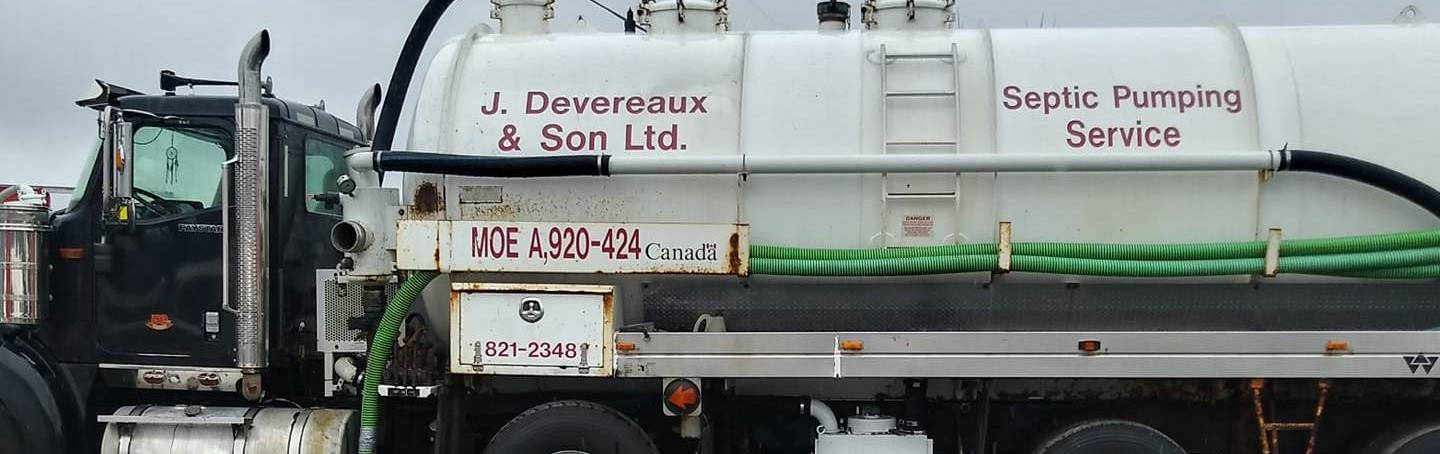 J. Devereaux
& Son Ltd.
Septic Pumping
Service
DANGER
MOE A,920-424 Canada
821-2348